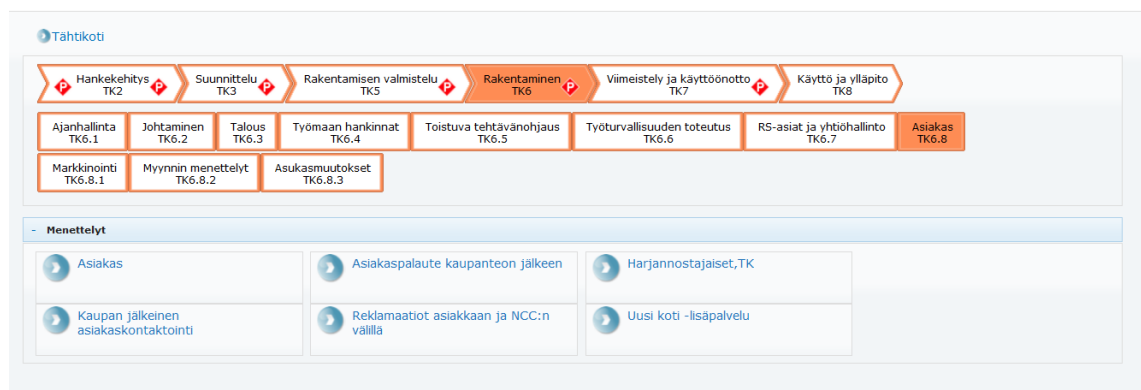 Tähtikoti
Hankekehitys P Suunnittelu P Rakentamisen valmistelu P Rakentaminen P Viimeistely ja käyttöönotto P Käyttö ja ylläpito
P TK2 TK3 TK5 TK6 TK7 TK8
Ajanhallinta Johtaminen Talous Työmaan hankinnat Toistuva tehtävänohjaus Työturvallisuuden toteutus RS-asiat ja yhtiöhallinto Asiakas
TK6.1 TK6.2 TK6.3 TK6.4 TK6.5 TK6.6 TK6.7 TK6.8
Markkinointi Myynnin menettelyt Asukasmuutokset
TK6.8.1 TK6.8.2 TK6.8.3
- Menettelyt
Asiakas Asiakaspalaute kaupanteon jälkeen Harjannostajaiset,TK
Kaupan jälkeinen Reklamaatiot asiakkaan ja NCC:n Uusi koti -lisäpalvelu
asiakaskontaktointi välillä